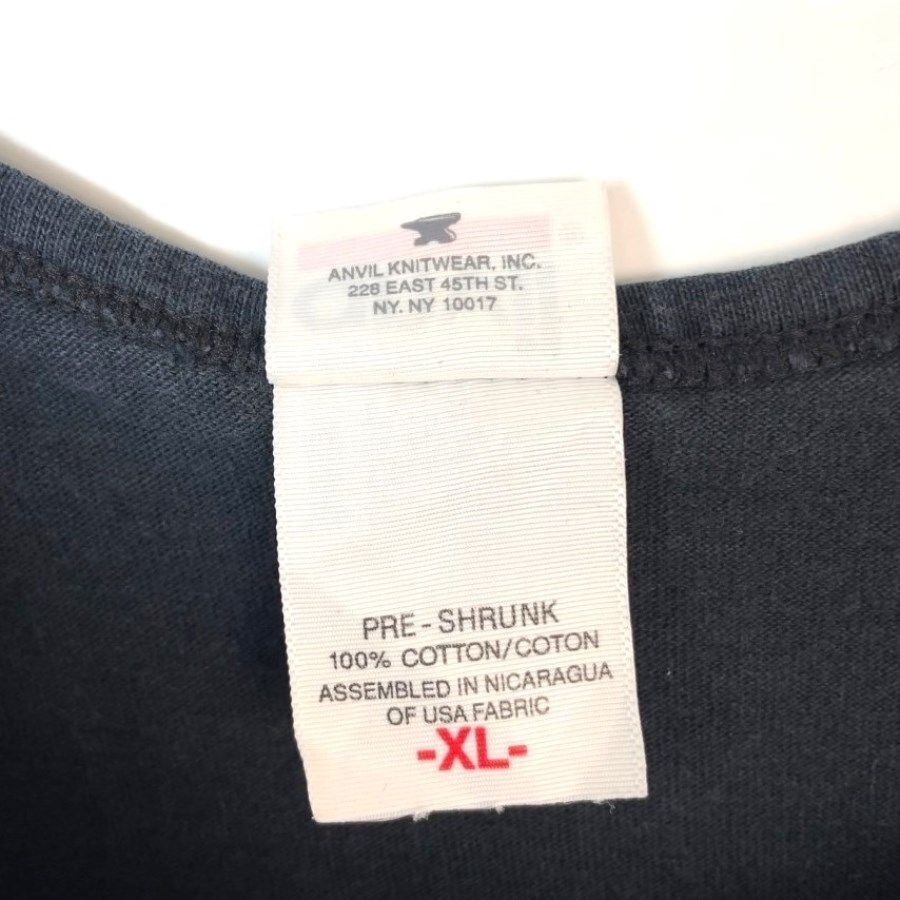 ANVIL KNITWEAR, INC.
228 EAST 45TH ST.
NY. NY 10017
PRE-SHRUNK
100% COTTON/COTON
ASSEMBLED IN NICARAGUA
OF USA FABRIC
-XL-